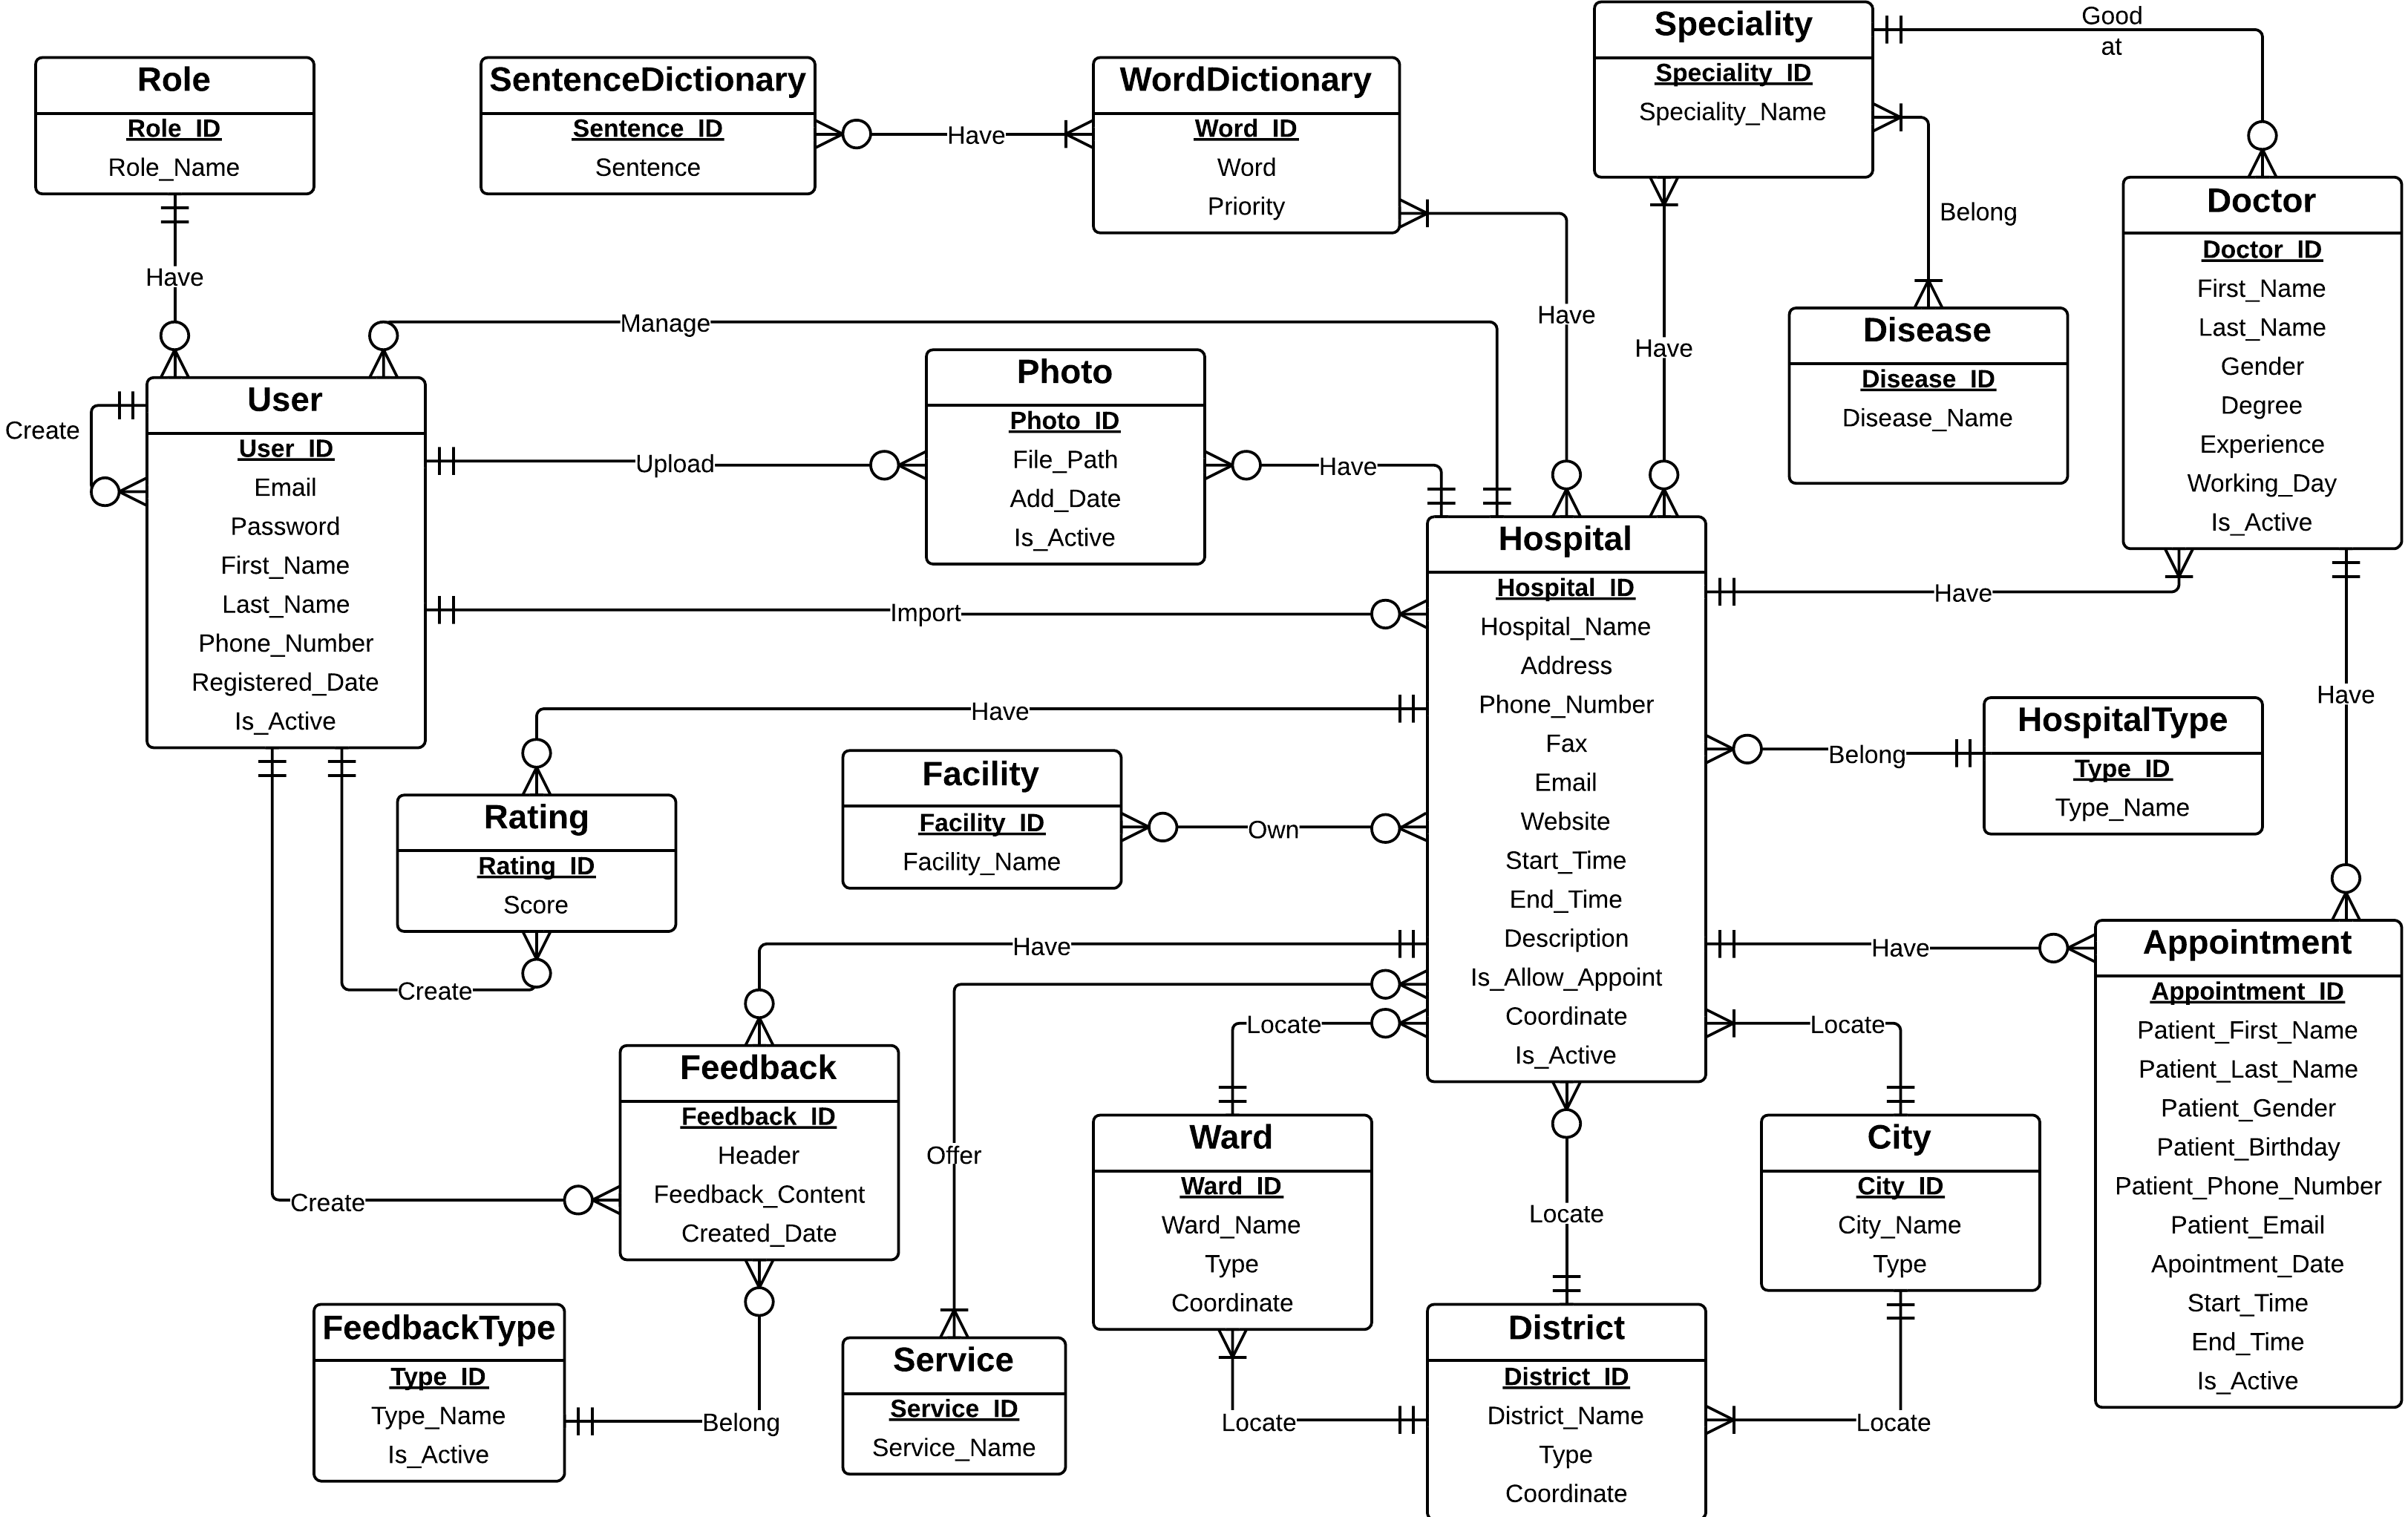 Speciality
Speciality_ID
Speciality_Name
Good
at
Role
Role_ID
Role_Name
SentenceDictionary
Sentence_ID
Sentence
Have
WordDictionary
Word_ID
Word
Priority
Belong
Doctor
Doctor_ID
First_Name
Last_Name
Gender
Degree
Experience
Working_Day
Is_Active
Have
Manage
Have
Have
Disease
Disease_ID
Disease_Name
Create
User
User_ID
Email
Password
First_Name
Last_Name
Phone_Number
Registered_Date
Is_Active
Upload
Photo
Photo_ID
File_Path
Add_Date
Is_Active
Have
Import
Hospital
Hospital_ID
Hospital_Name
Address
Phone_Number
Fax
Email
Website
Start_Time
End_Time
Description
Is_Allow_Appoint
Coordinate
Is_Active
Have
Have
HospitalType
Type_ID
Type_Name
Belong
Have
Rating
Rating_ID
Score
Create
Facility
Facility_ID
Facility_Name
Own
Have
Have
Appointment
Appointment_ID
Patient_First_Name
Patient_Last_Name
Patient_Gender
Patient_Birthday
Patient_Phone_Number
Patient_Email
Apointment_Date
Start_Time
End_Time
Is_Active
Locate
Locate
Feedback
Feedback_ID
Header
Feedback_Content
Created_Date
Create
Offer
Ward
Ward_ID
Ward_Name
Type
Coordinate
Locate
City
City_ID
City_Name
Type
FeedbackType
Type_ID
Type_Name
Is_Active
Belong
Service
Service_ID
Service_Name
Locate
District
District_ID
District_Name
Type
Coordinate
Locate